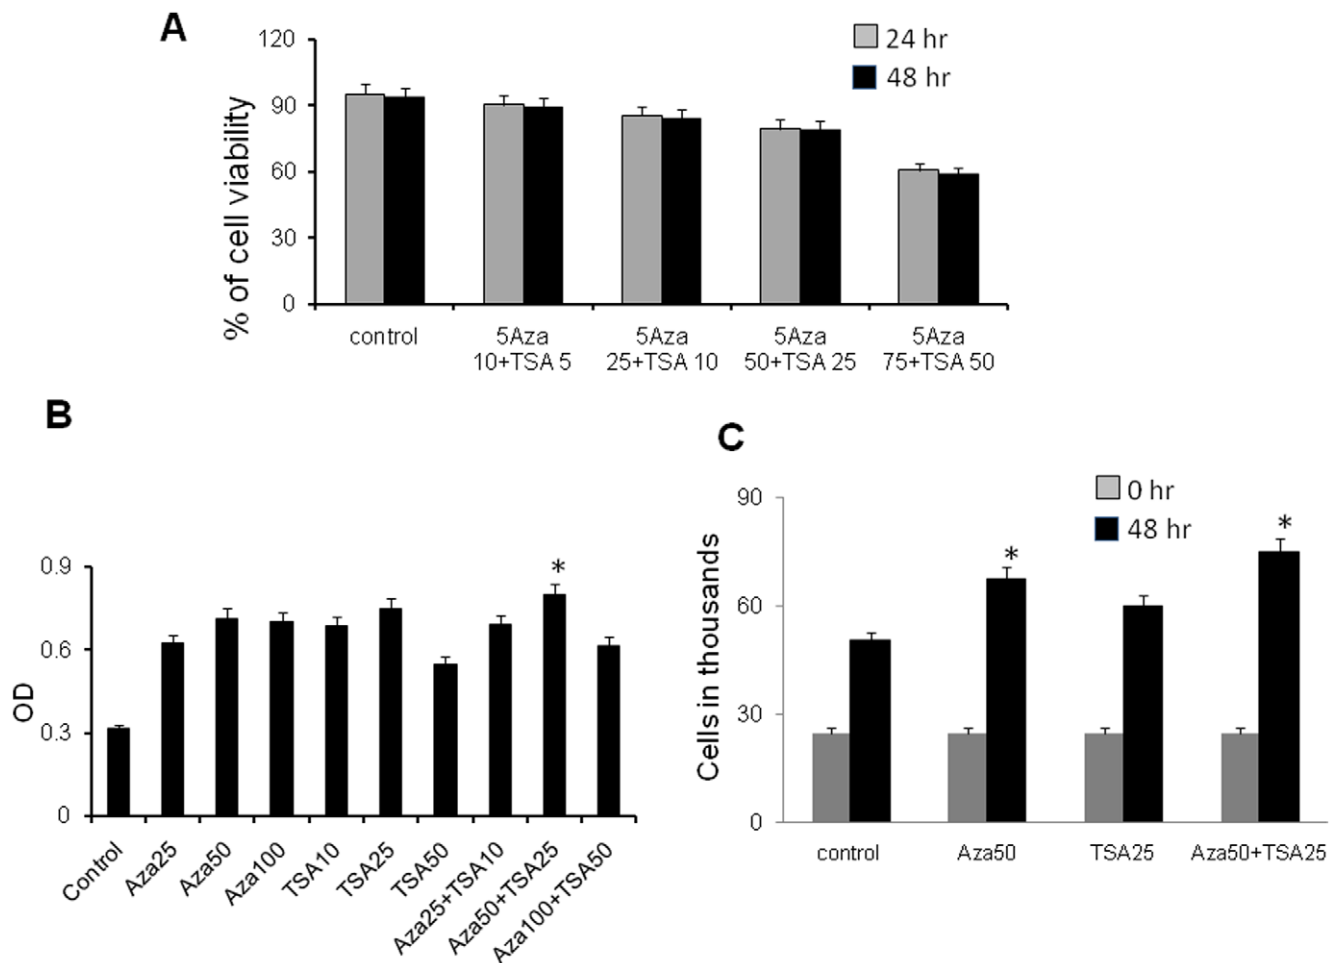 A
120
90
60
30
0
% of cell viability
24 hr
48 hr
control
5Aza
10+TSA 5
5Aza
25+TSA 10
5Aza
50+TSA 25
5Aza
75+TSA 50
B
0.9
0.6
0.3
0
OD
*
Control
Aza25
Aza50
Aza100
TSA10
TSA25
TSA50
Aza25+TSA10
Aza50+TSA25
Aza100+TSA50
C
90
60
30
0
Cells in thousands
0 hr
48 hr
*
*
control
Aza50
TSA25
Aza50+TSA25